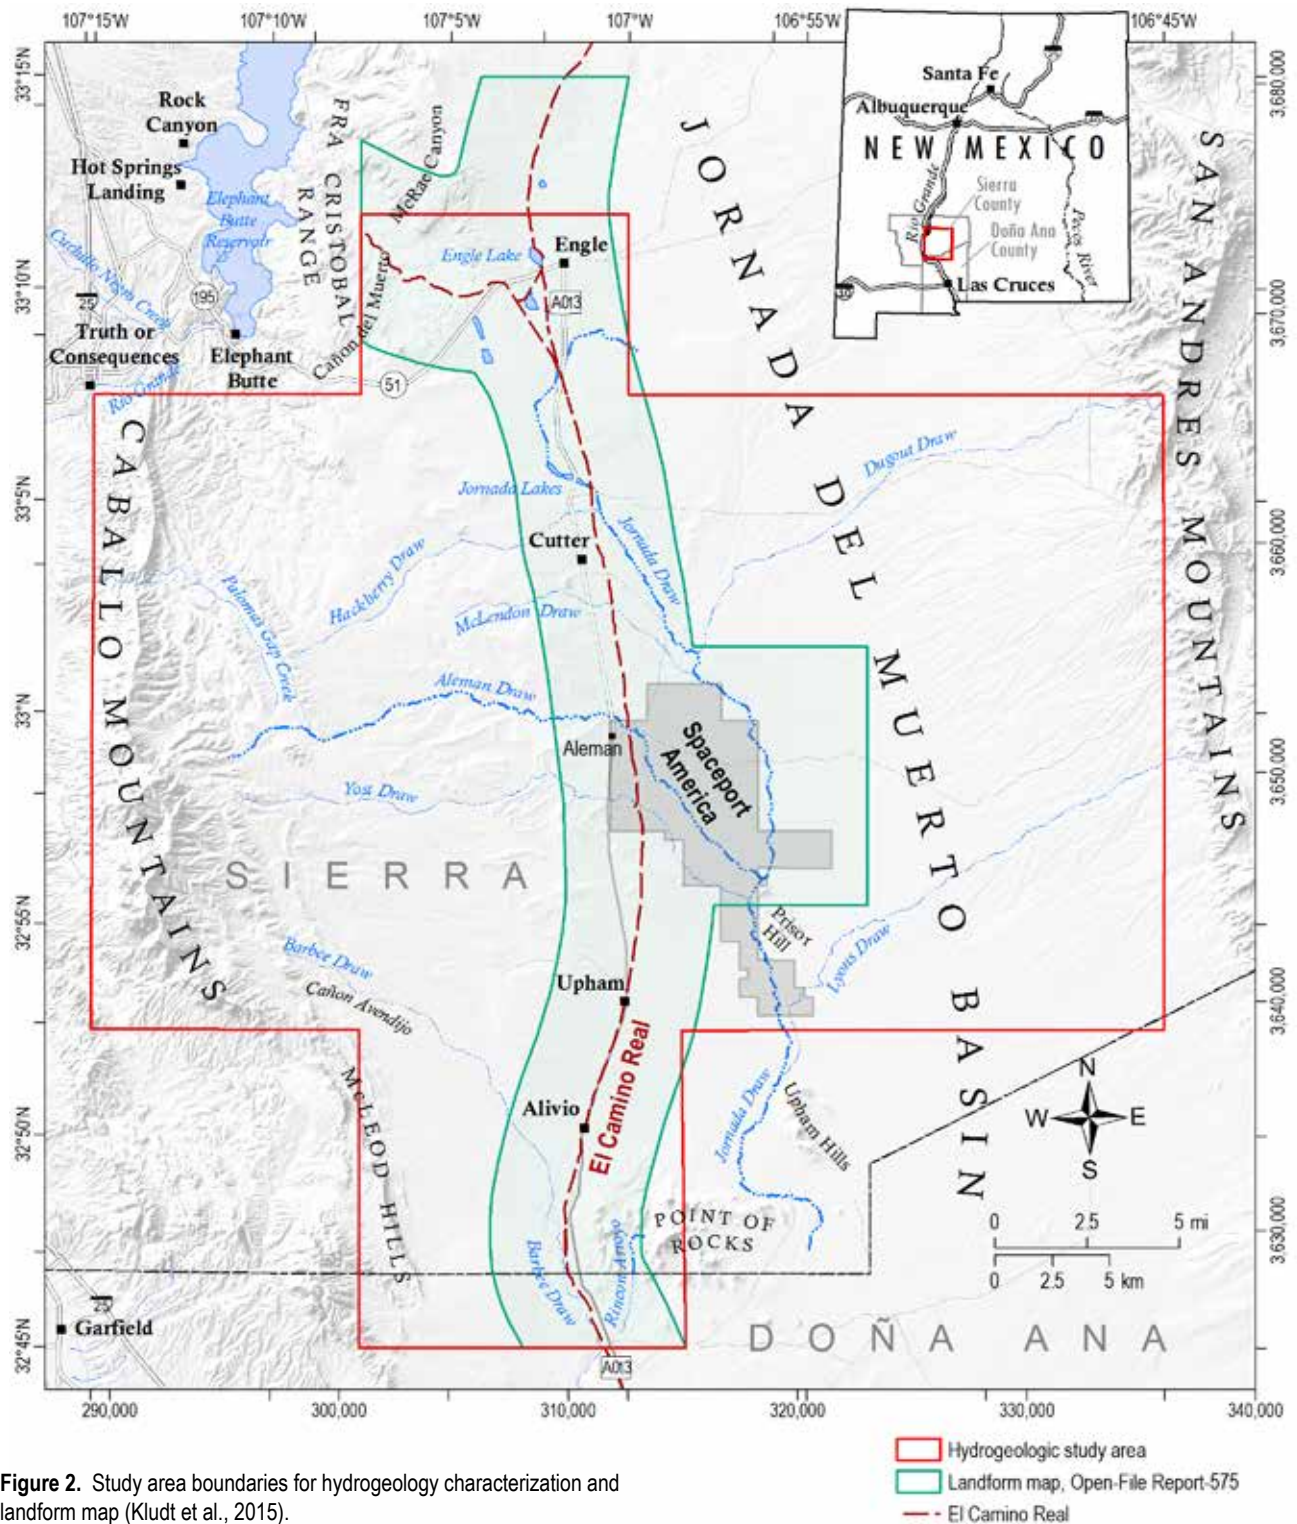 107°15'W
107°10'W
107°5'W
107°W
106°55'W
106°45'W
33°15'N
33°10'N
33°5'N
33°N
32°55'N
32°50'N
32°45'N
3,680,000
3,670,000
3,660,000
3,650,000
3,640,000
3,630,000
290,000
300,000
310,000
320,000
330,000
340,000
Santa Fe
Albuquerque
NEW MEXICO
Rio Grande
Sierra
County
Doña Ana
County
Pecos River
Las Cruces
10
Rock
Canyon
Hot Springs
Landing
Elephant
Butte
Reservoir
FRA CRISTOBAL
RANGE
McRae Canyon
Engle Lake
Engle
A013
Cuchillo Negro Creek
25
195
Truth or
Consequences
Elephant
Butte
Rio Grande
Cañon del Muerto
51
JORNADA DEL MUERTO BASIN
SAN ANDRES MOUNTAINS
CABALLO MOUNTAINS
Dugout Draw
Jornada Lakes
Cutter
Jornada Draw
Hackberry Draw
McLendon Draw
Palomas Gap Creek
Aleman Draw
Aleman
Spaceport
America
Yost Draw
SIERRA
Prisor
Hill
Lyons Draw
Barbee Draw
Cañon Avendijo
Upham
El Camino Real
Alivio
McLEOD HILLS
Jornada Draw
Upham Hills
POINT OF
ROCKS
Barbee Draw
Rincon Arroyo
25
Garfield
A013
DOÑA ANA
N
W E
S
0 2.5 5 mi
0 2.5 5 km
Hydrogeologic study area
Landform map, Open-File Report-575
El Camino Real
Figure 2. Study area boundaries for hydrogeology characterization and
landform map (Kludt et al., 2015).